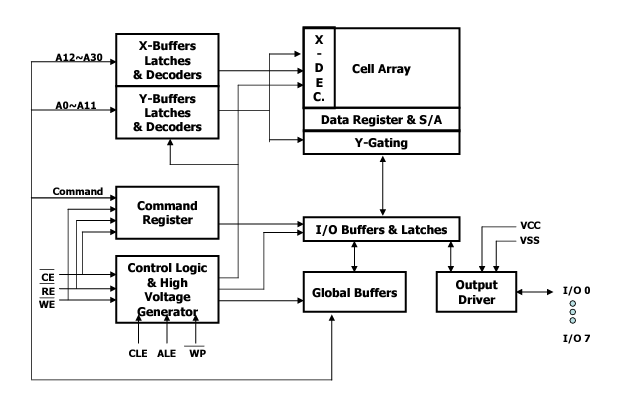 A12~A30
X-Buffers
Latches
& Decoders
A0~A11
Y-Buffers
Latches
& Decoders
X
-
D
E
C.
Cell Array
Data Register & S/A
Y-Gating
Command
Command
Register
I/O Buffers & Latches
VCC
VSS
CE
RE
WE
Control Logic
& High
Voltage
Generator
Global Buffers
Output
Driver
I/O 0
I/O 7
CLE
ALE
WP